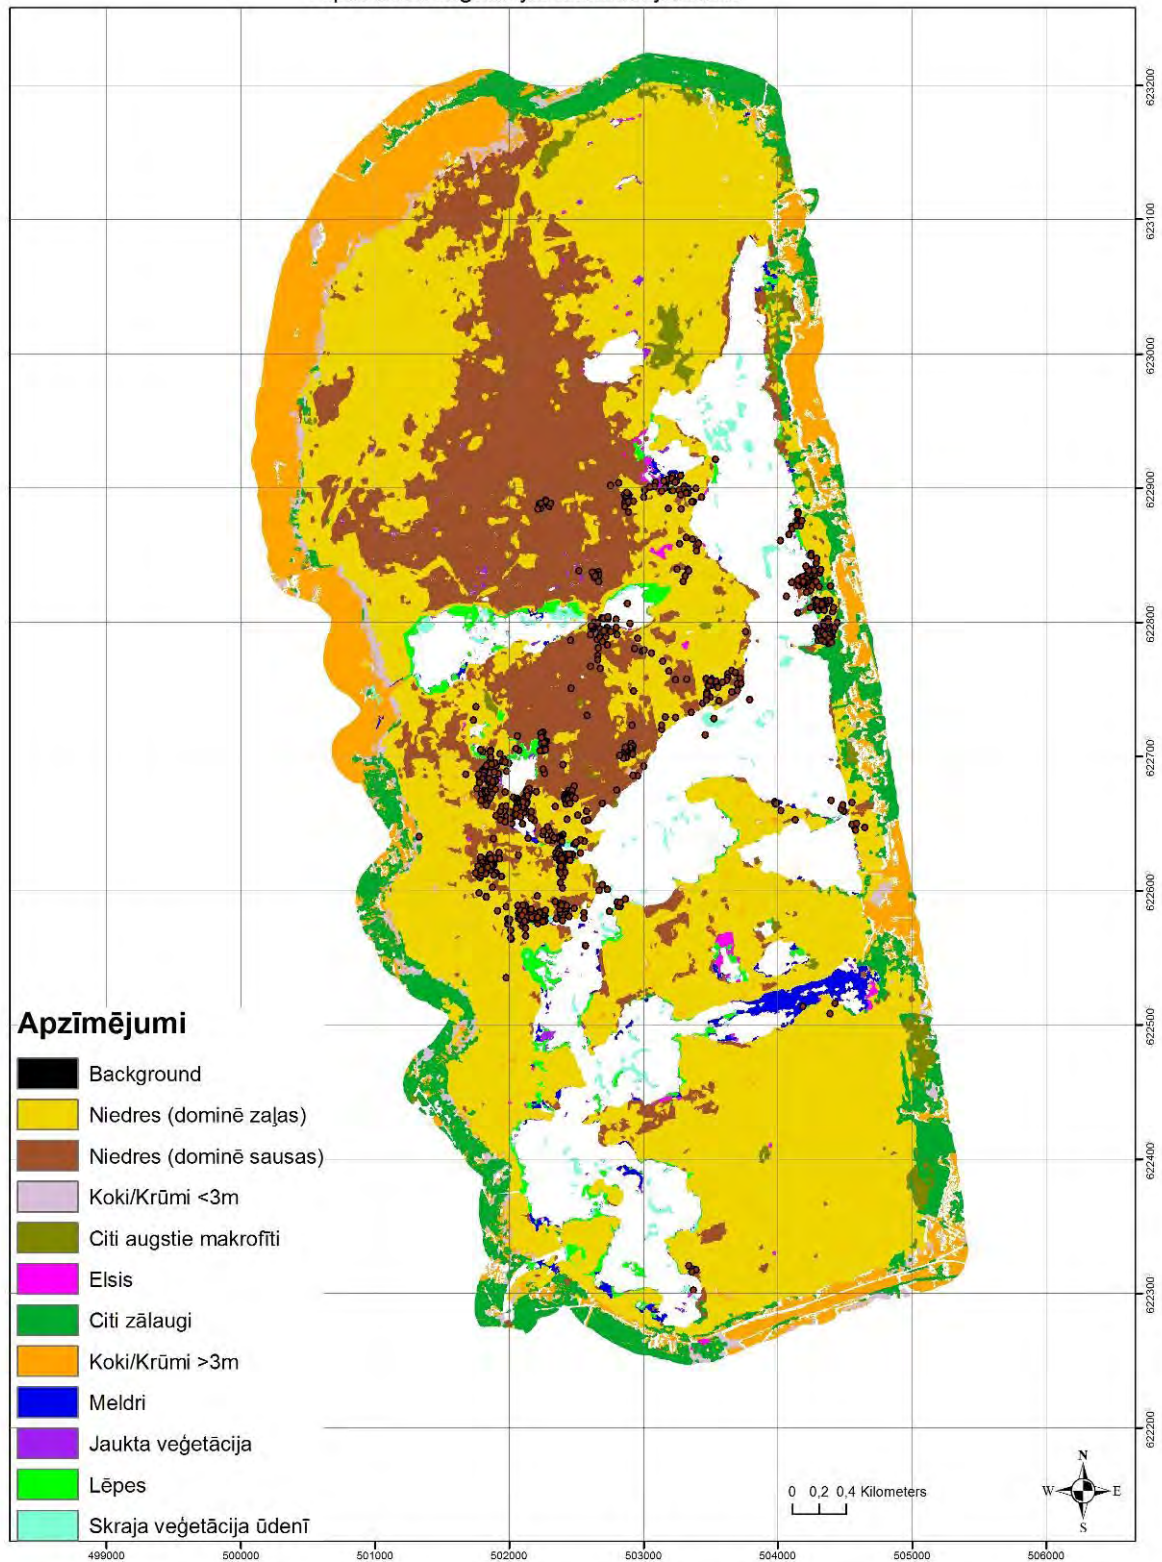 623200
623100
623000
622900
622800
622700
622600
622500
622400
622300
622200
Apzīmējumi
Background
Niedres (dominē zaļas)
Niedres (dominē sausas)
Koki/Krūmi <3m
Citi augstie makrofīti
Elsis
Citi zālaugi
Koki/Krūmi >3m
Meldri
Jaukta veģetācija
Lēpes
Skraja veģetācija ūdenī
0 0,2 0,4 Kilometers
N
W E
S
499000 500000 501000 502000 503000 504000 505000 506000